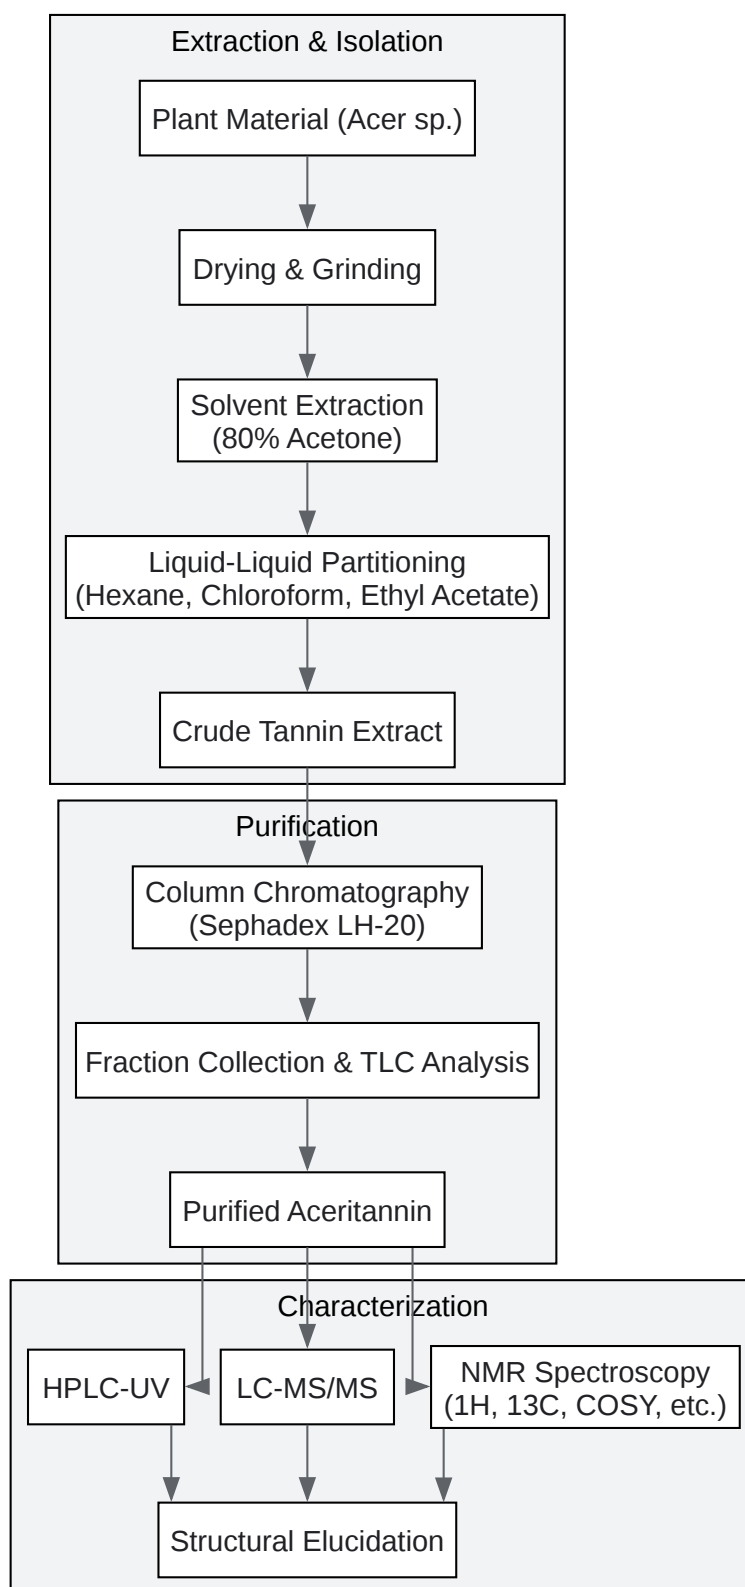 Extraction & Isolation
Plant Material (Acer sp.)
Drying & Grinding
Solvent Extraction
(80% Acetone)
Liquid-Liquid Partitioning
(Hexane, Chloroform, Ethyl Acetate)
Crude Tannin Extract
Purification
Column Chromatography
(Sephadex LH-20)
Fraction Collection & TLC Analysis
Purified Aceritannin
Characterization
HPLC-UV
LC-MS/MS
NMR Spectroscopy
(1H, 13C, COSY, etc.)
Structural Elucidation